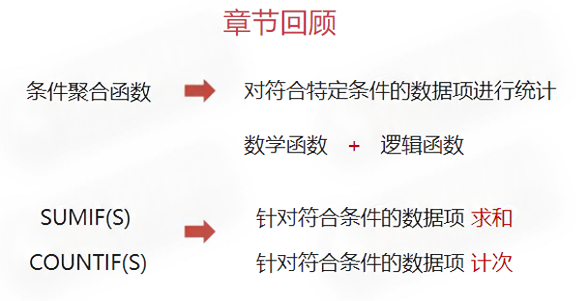 章节回顾
条件聚合函数 对符合特定条件的数据项进行统计
数学函数 + 逻辑函数
SUMIF(S) 针对符合条件的数据项 求和
COUNTIF(S) 针对符合条件的数据项 计次